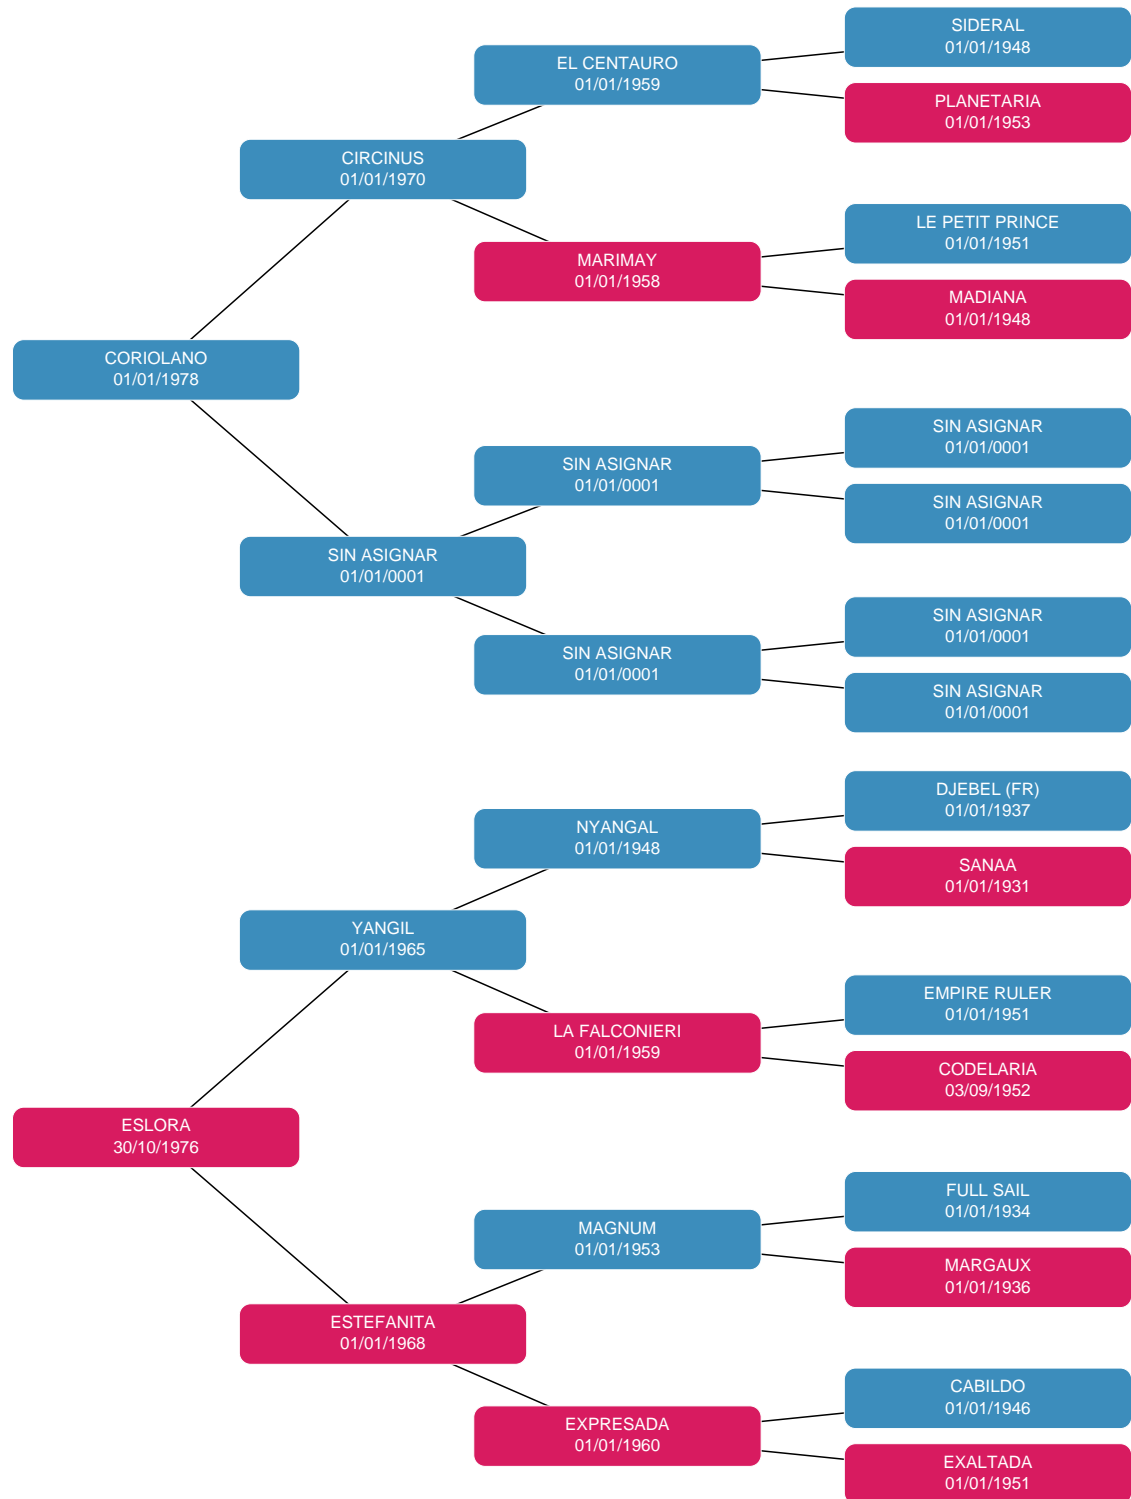 SIDERAL
01/01/1948
EL CENTAURO
01/01/1959
PLANETARIA
01/01/1953
CIRCINUS
01/01/1970
LE PETIT PRINCE
01/01/1951
MARIMAY
01/01/1958
MADIANA
01/01/1948
CORIOLANO
01/01/1978
SIN ASIGNAR
01/01/0001
SIN ASIGNAR
01/01/0001
SIN ASIGNAR
01/01/0001
SIN ASIGNAR
01/01/0001
SIN ASIGNAR
01/01/0001
SIN ASIGNAR
01/01/0001
SIN ASIGNAR
01/01/0001
DJEBEL (FR)
01/01/1937
NYANGAL
01/01/1948
SANAA
01/01/1931
YANGIL
01/01/1965
EMPIRE RULER
01/01/1951
LA FALCONIERI
01/01/1959
CODELARIA
03/09/1952
ESLORA
30/10/1976
FULL SAIL
01/01/1934
MAGNUM
01/01/1953
MARGAUX
01/01/1936
ESTEFANITA
01/01/1968
CABILDO
01/01/1946
EXPRESADA
01/01/1960
EXALTADA
01/01/1951